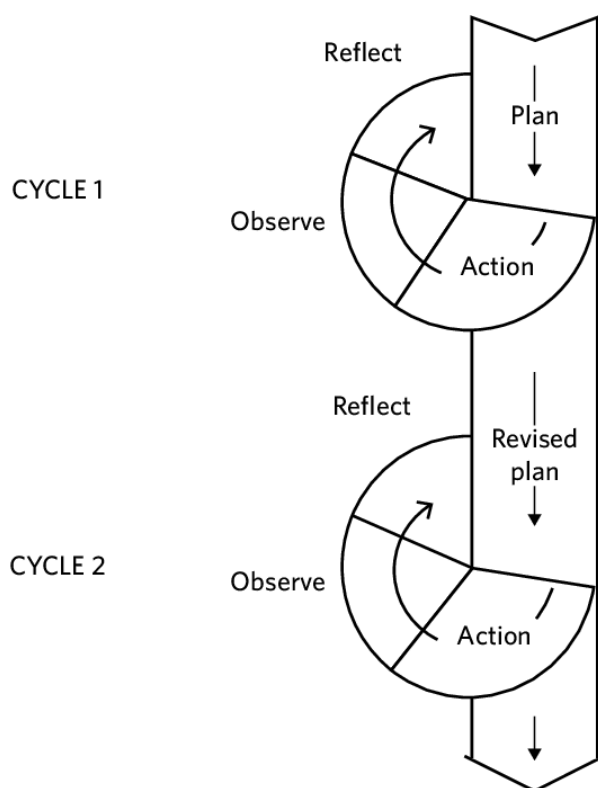 Reflect
Plan
CYCLE 1
Observe
Action
Reflect
Revised
plan
CYCLE 2
Observe
Action